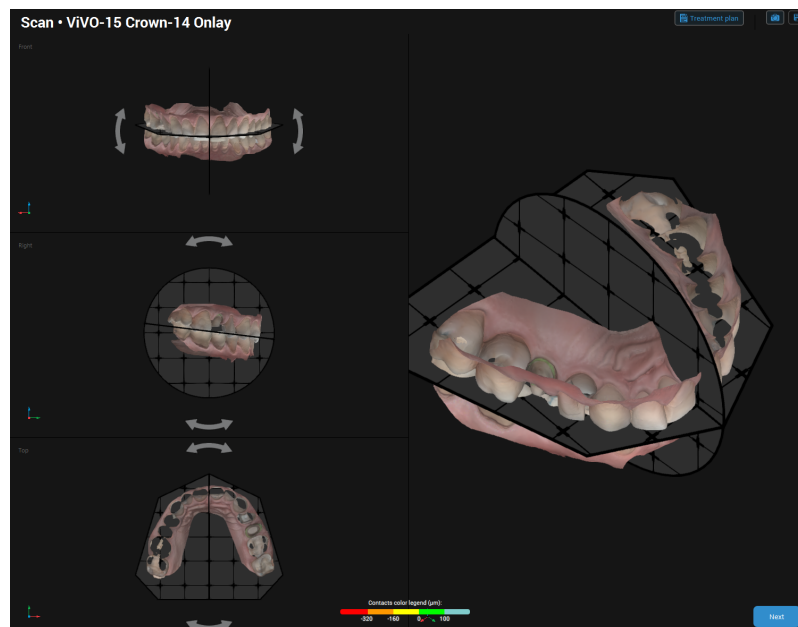 Scan • ViVO-15 Crown-14 Onlay
Treatment plan
Front
Right
Top
Contacts color legend (μm):
-320 -160 0 100
Next